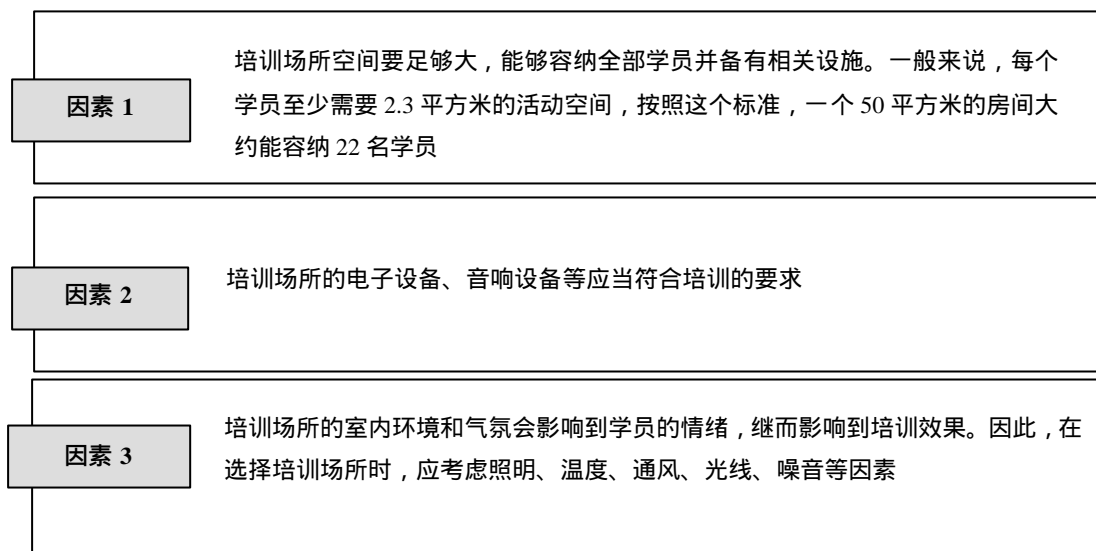 因素 1
培训场所空间要足够大，能够容纳全部学员并备有相关设施。一般来说，每个
学员至少需要 2.3 平方米的活动空间，按照这个标准，一个 50 平方米的房间大
约能容纳 22 名学员
因素 2
培训场所的电子设备、音响设备等应当符合培训的要求
因素 3
培训场所的室内环境和气氛会影响到学员的情绪，继而影响到培训效果。因此，在
选择培训场所时，应考虑照明、温度、通风、光线、噪音等因素